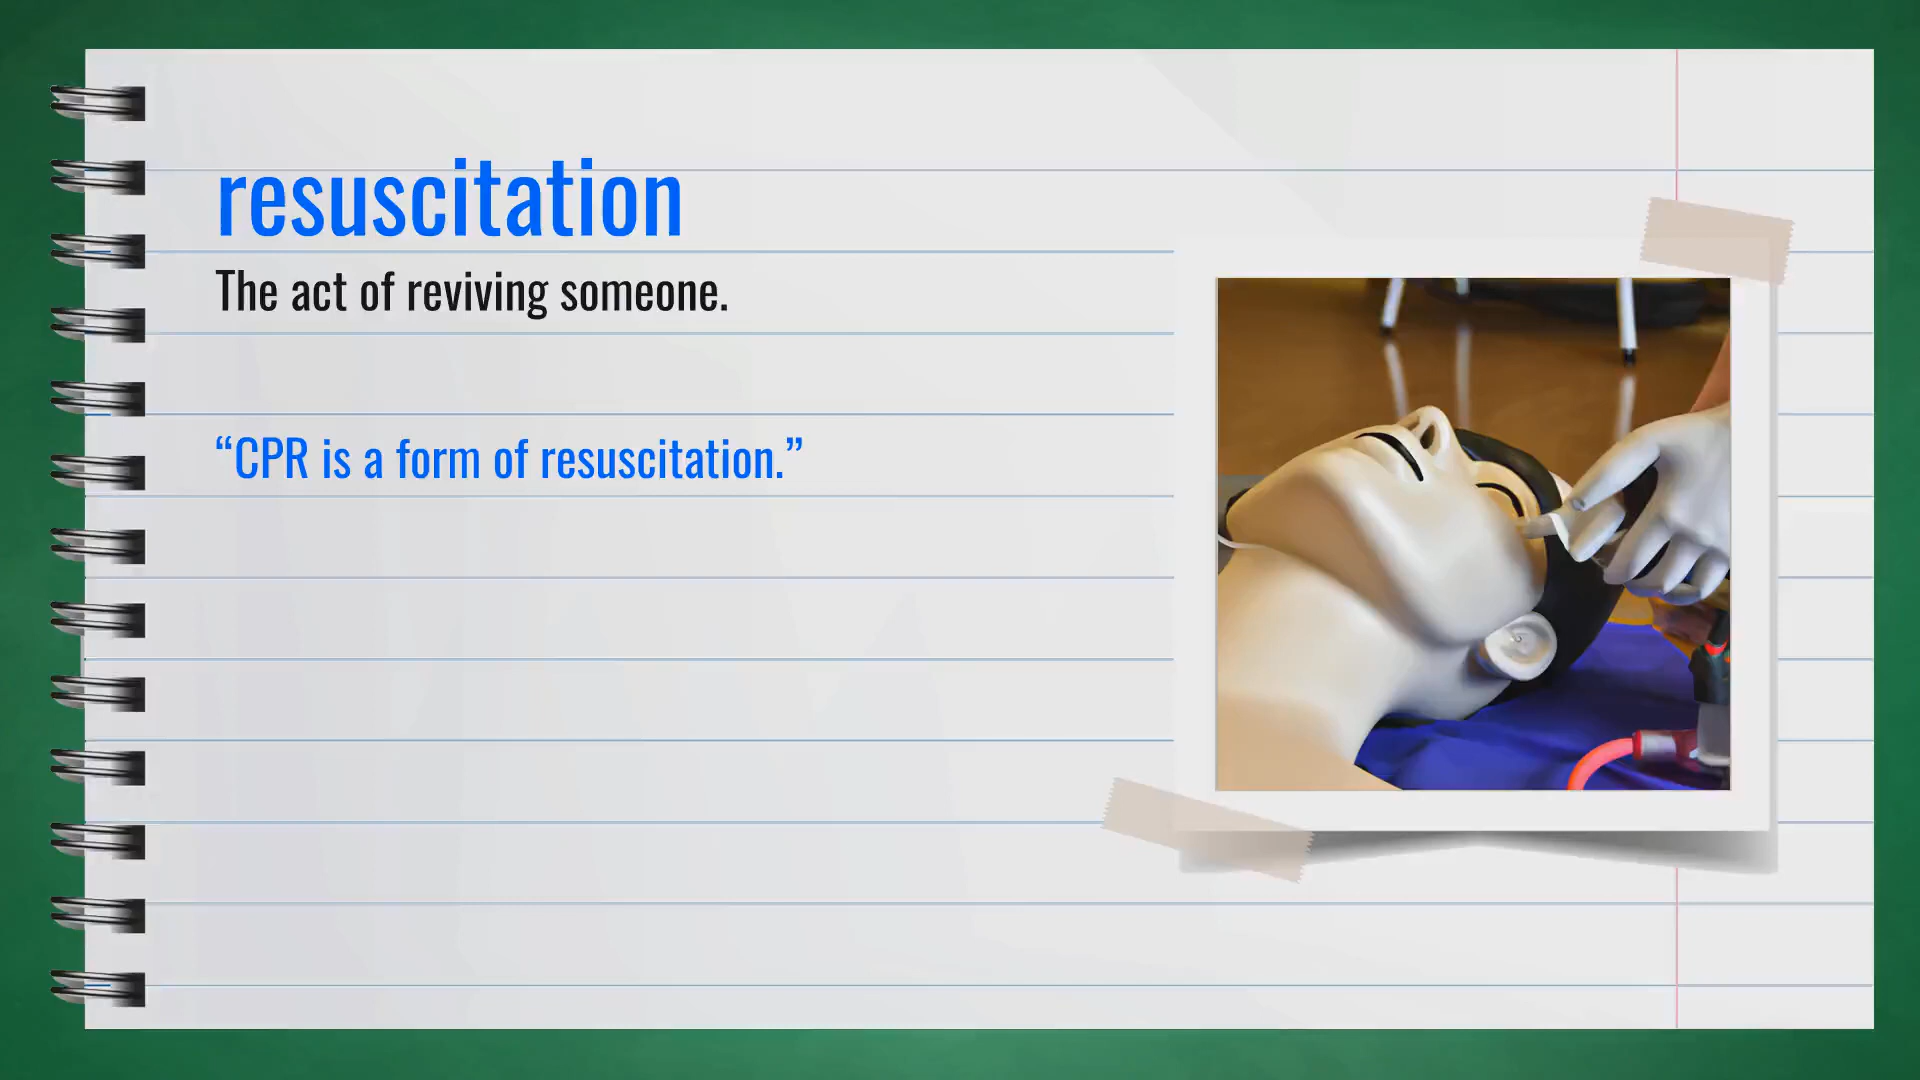 resuscitation
The act of reviving someone.
“CPR is a form of resuscitation.”